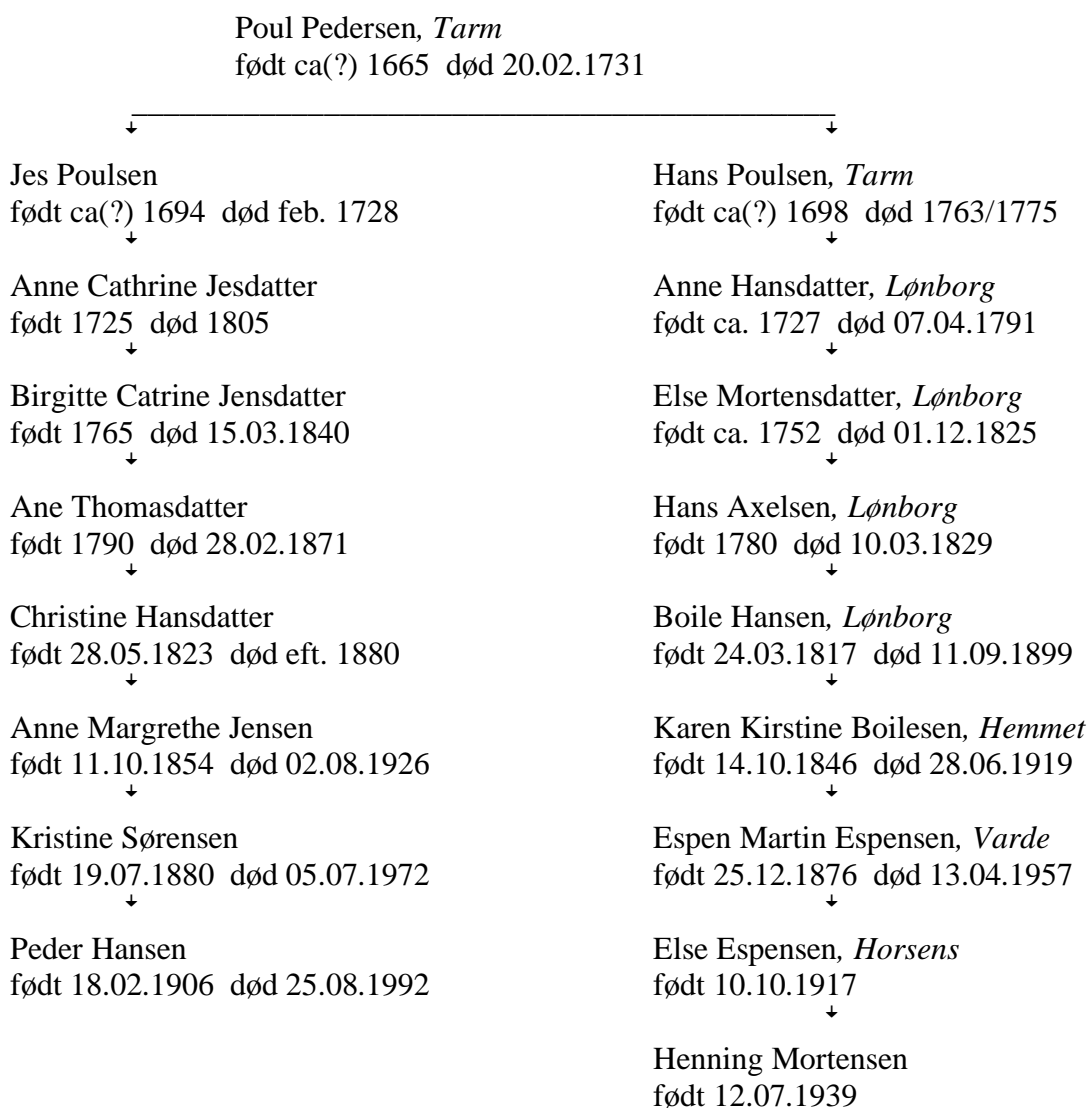 Poul Pedersen, Tarm
født ca(?) 1665 død 20.02.1731
Jes Poulsen
født ca(?) 1694 død feb. 1728
Hans Poulsen, Tarm
født ca(?) 1698 død 1763/1775
Anne Cathrine Jesdatter
født 1725 død 1805
Anne Hansdatter, Lønborg
født ca. 1727 død 07.04.1791
Birgitte Catrine Jensdatter
født 1765 død 15.03.1840
Else Mortensdatter, Lønborg
født ca. 1752 død 01.12.1825
Ane Thomasdatter
født 1790 død 28.02.1871
Hans Axelsen, Lønborg
født 1780 død 10.03.1829
Christine Hansdatter
født 28.05.1823 død eft. 1880
Boile Hansen, Lønborg
født 24.03.1817 død 11.09.1899
Anne Margrethe Jensen
født 11.10.1854 død 02.08.1926
Karen Kirstine Boilesen, Hemmet
født 14.10.1846 død 28.06.1919
Kristine Sørensen
født 19.07.1880 død 05.07.1972
Espen Martin Espensen, Varde
født 25.12.1876 død 13.04.1957
Peder Hansen
født 18.02.1906 død 25.08.1992
Else Espensen, Horsens
født 10.10.1917
Henning Mortensen
født 12.07.1939